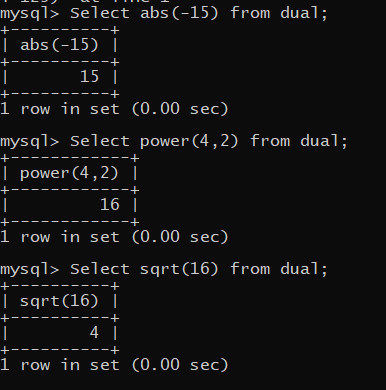 mysql> Select abs(-15) from dual;
+----------+
| abs(-15) |
+----------+
|       15 |
+----------+
1 row in set (0.00 sec)
mysql> Select power(4,2) from dual;
+------------+
| power(4,2) |
+------------+
|         16 |
+------------+
1 row in set (0.00 sec)
mysql> Select sqrt(16) from dual;
+----------+
| sqrt(16) |
+----------+
|        4 |
+----------+
1 row in set (0.00 sec)